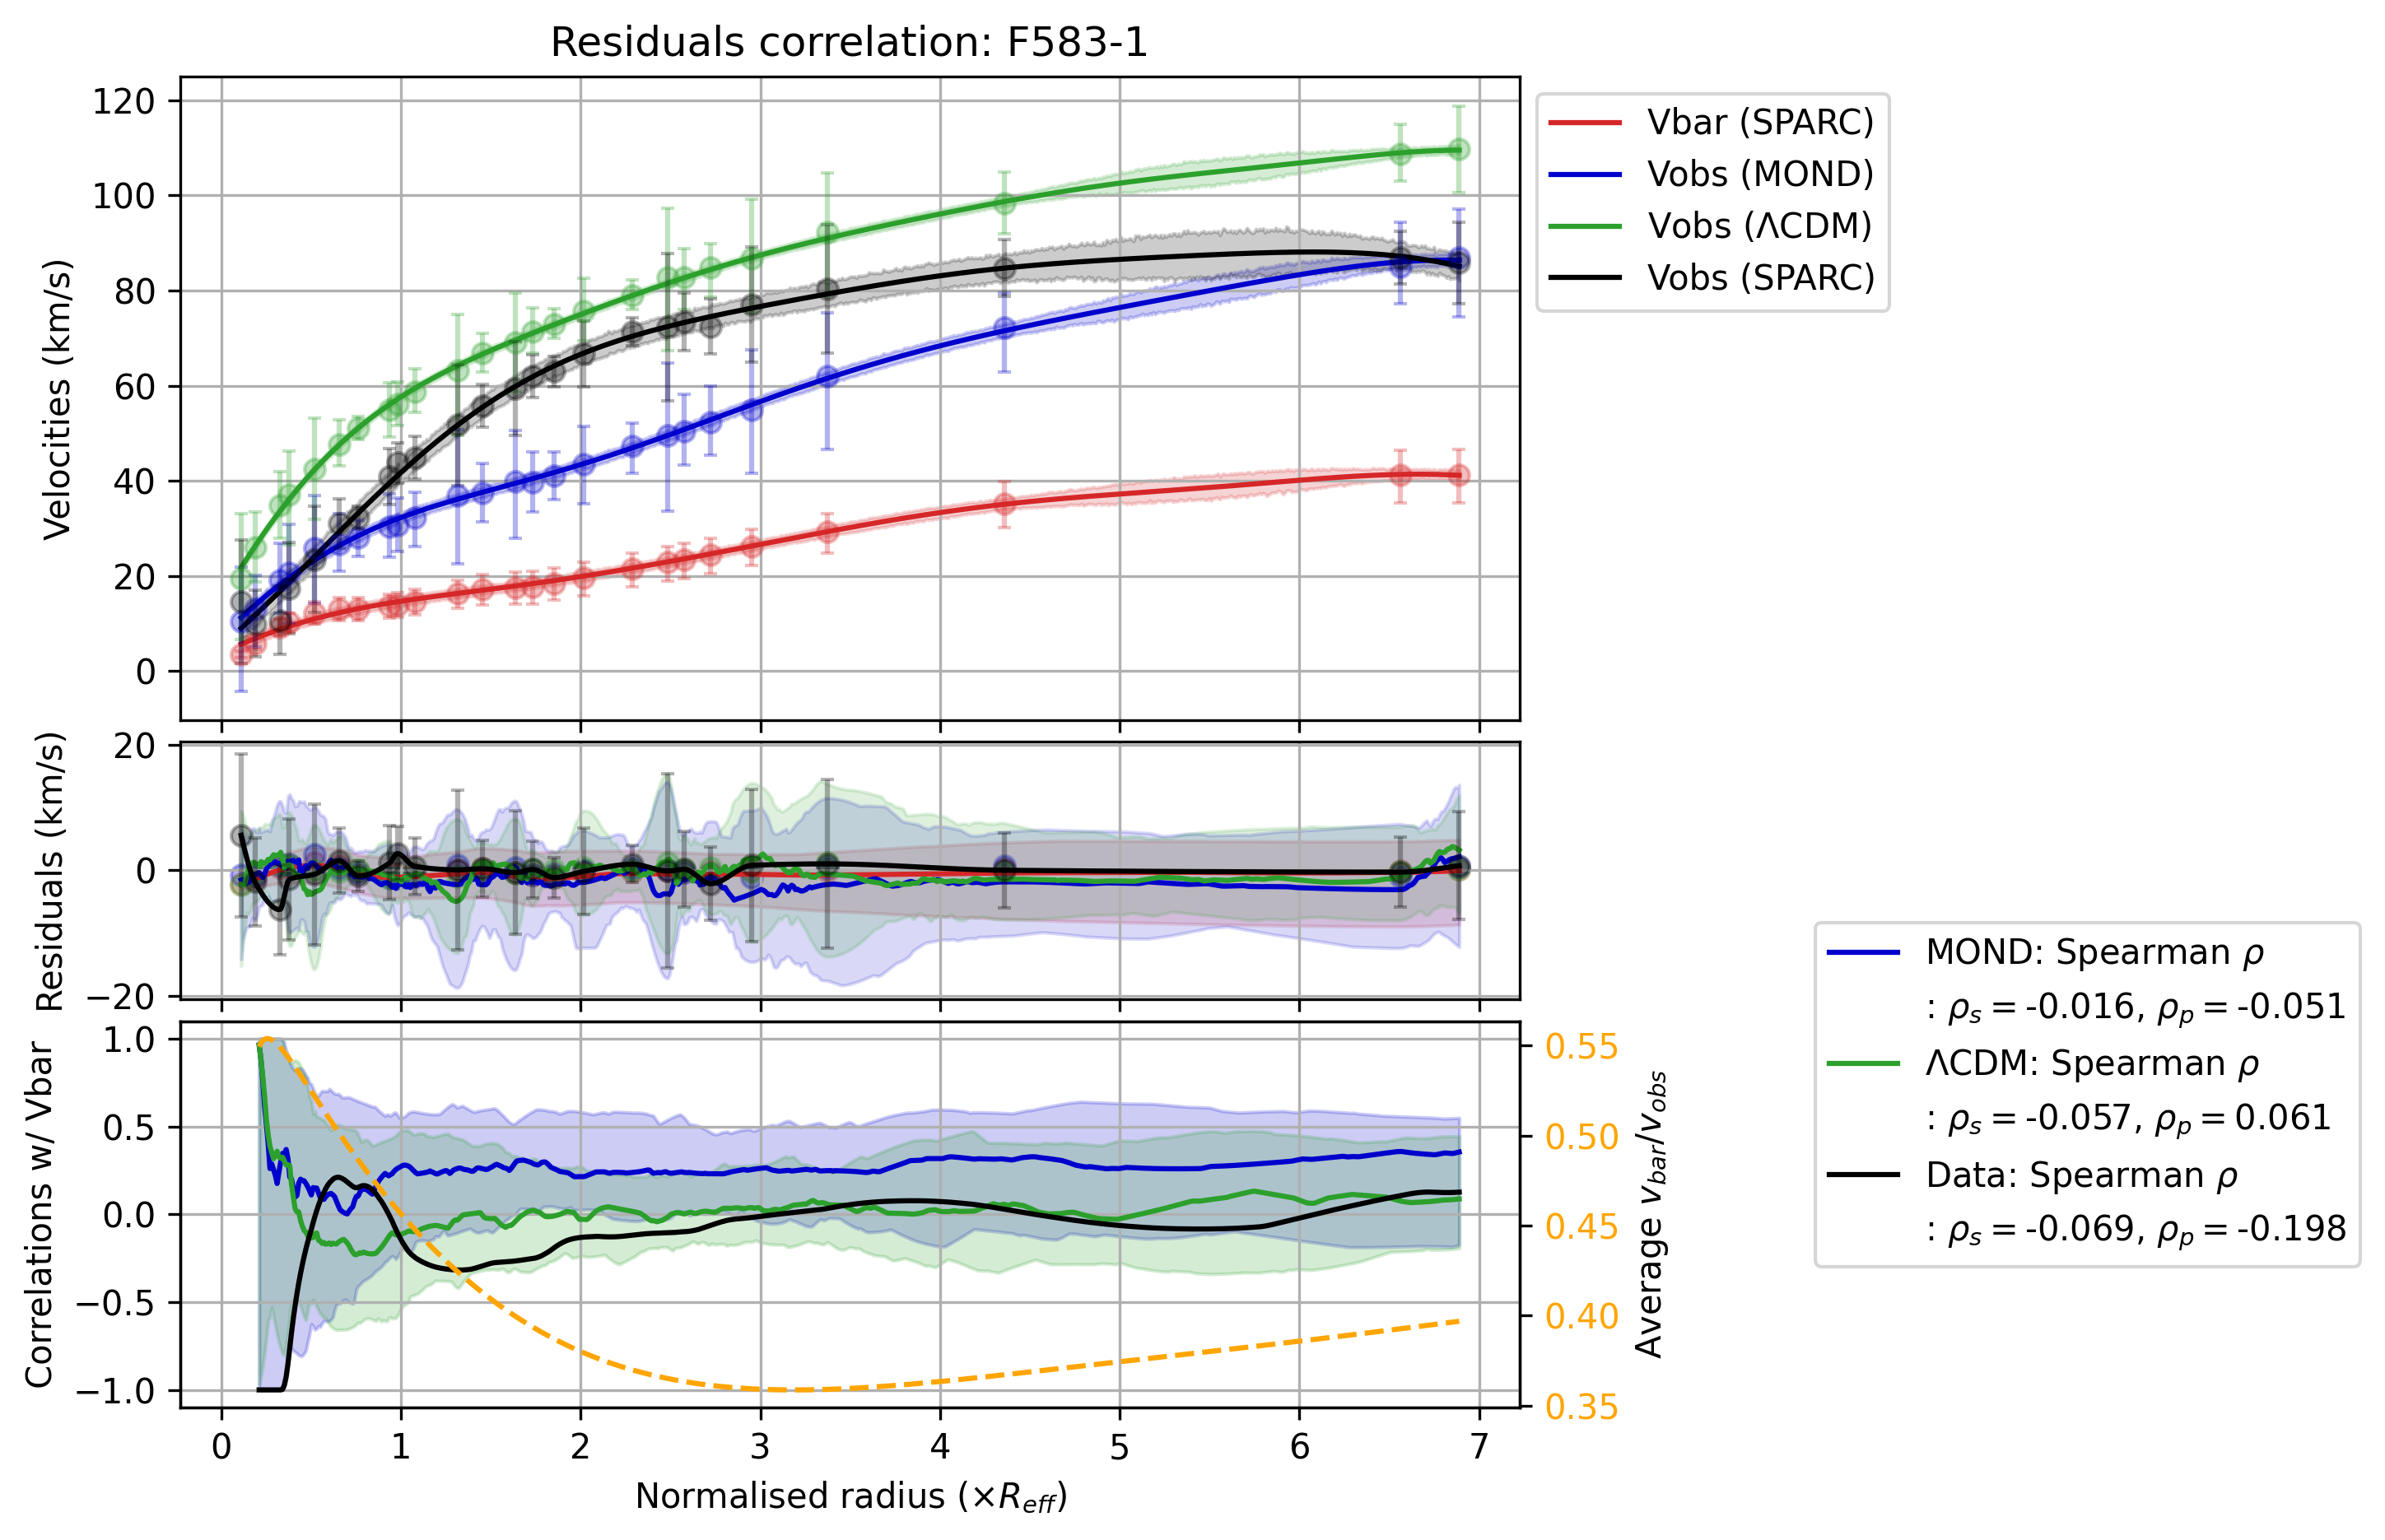 Residuals correlation: F583-1
Velocities (km/s)
120
100
80
60
40
20
0
Vbar (SPARC)
Vobs (MOND)
Vobs (ΛCDM)
Vobs (SPARC)
Residuals (km/s)
20
0
−20
Correlations w/ Vbar
1.0
0.5
0.0
−0.5
−1.0
0.55
0.50
0.45
0.40
0.35
Average v_bar/v_obs
MOND: Spearman ρ
: ρ_s = -0.016, ρ_p = -0.051
ΛCDM: Spearman ρ
: ρ_s = -0.057, ρ_p = 0.061
Data: Spearman ρ
: ρ_s = -0.069, ρ_p = -0.198
0 1 2 3 4 5 6 7
Normalised radius (×R_eff)